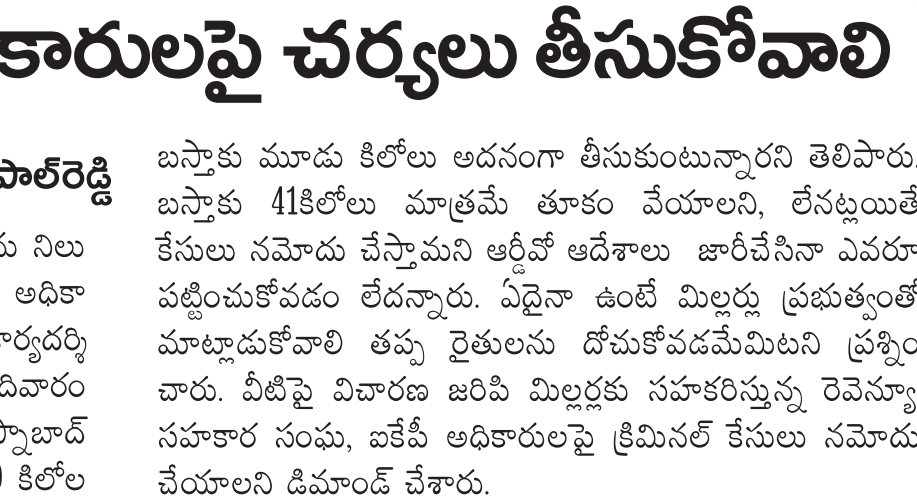 కారులపై చర్యలు తీసుకోవాలి
పాల్‌రెడ్డి
నిలు
అధికా
ర్యదర్శి
దివారం
స్నాబాద్
కిలోల
బస్తాకు మూడు కిలోలు అదనంగా తీసుకుంటున్నారని తెలిపారు.
బస్తాకు 41కిలోలు మాత్రమే తూకం వేయాలని, లేనట్లయితే
కేసులు నమోదు చేస్తామని ఆర్డీవో ఆదేశాలు జారీచేసినా ఎవరూ
పట్టించుకోవడం లేదన్నారు. ఏదైనా ఉంటే మిల్లర్లు ప్రభుత్వంతో
మాట్లాడుకోవాలి తప్ప రైతులను దోచుకోవడమేమిటని ప్రశ్నిం
చారు. వీటిపై విచారణ జరిపి మిల్లర్లకు సహకరిస్తున్న రెవెన్యూ
సహకార సంఘ, ఐకేపీ అధికారులపై క్రిమినల్ కేసులు నమోదు
చేయాలని డిమాండ్ చేశారు.